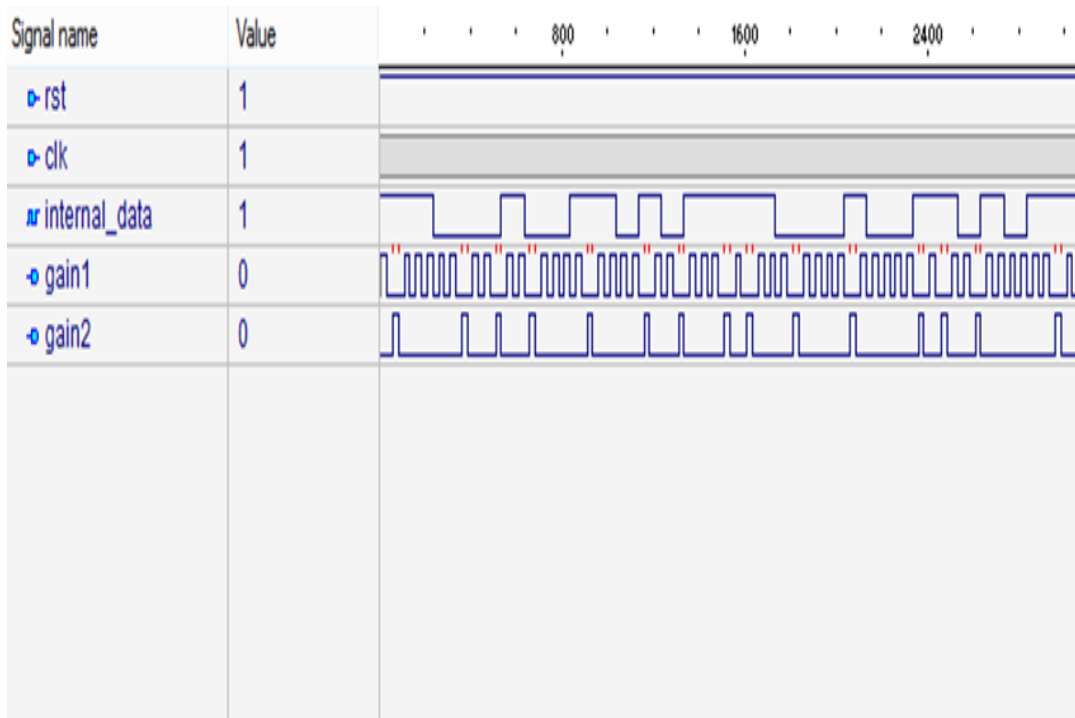 Signal name Value 800 1600 2400
rst 1
clk 1
internal_data 1
gain1 0
gain2 0